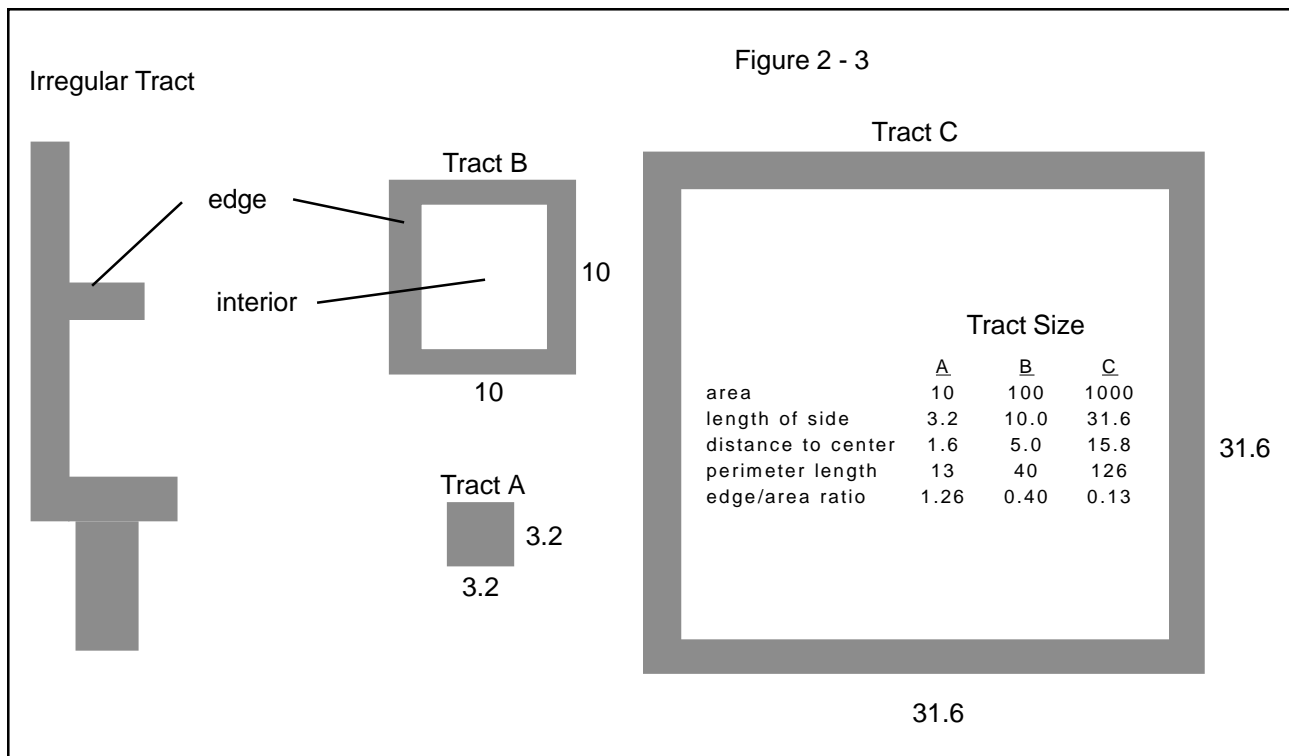 Figure 2 - 3
Irregular Tract
Tract C
Tract B
edge
10
interior
10
Tract A
3.2
3.2
Tract Size
A B C
area 10 100 1000
length of side 3.2 10.0 31.6
distance to center 1.6 5.0 15.8
perimeter length 13 40 126
edge/area ratio 1.26 0.40 0.13
31.6
31.6